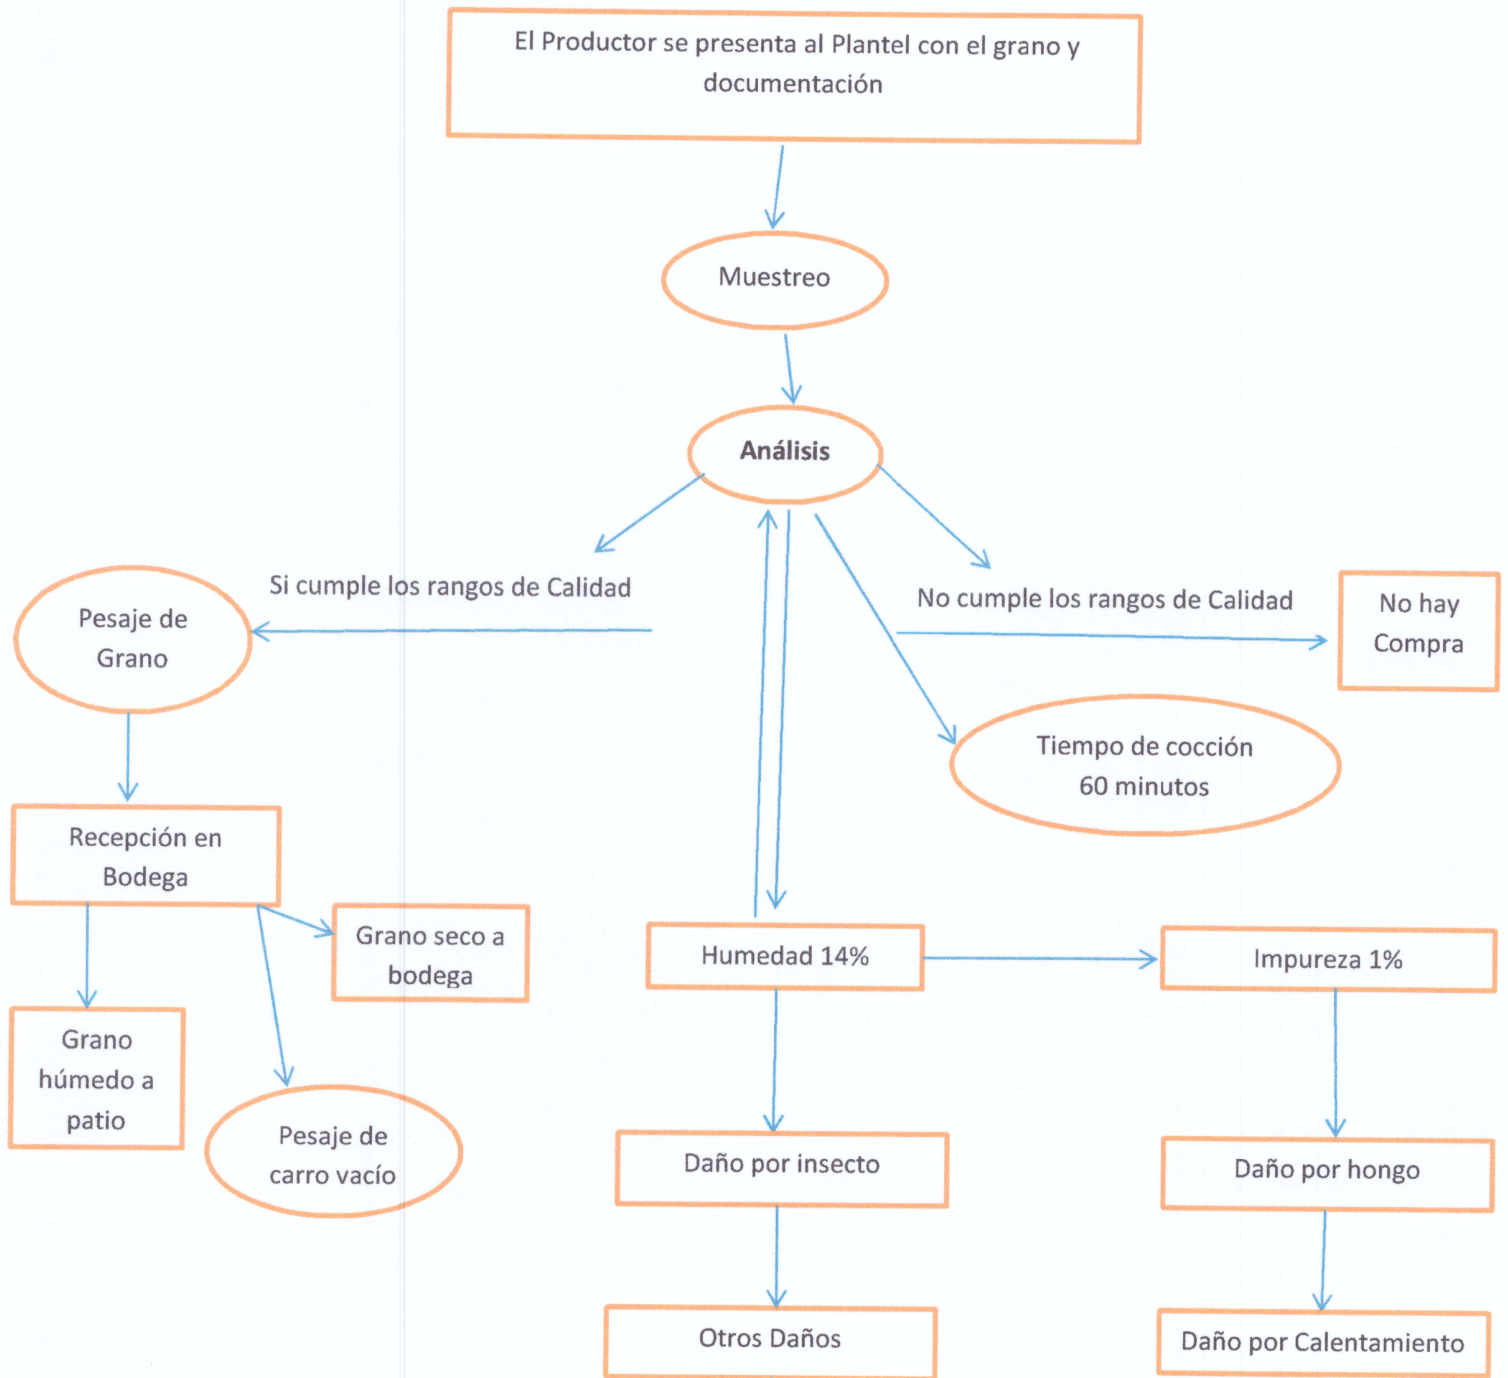 El Productor se presenta al Plantel con el grano y
documentación
Muestreo
Análisis
Si cumple los rangos de Calidad
No cumple los rangos de Calidad
No hay
Compra
Pesaje de
Grano
Tiempo de cocción
60 minutos
Recepción en
Bodega
Grano seco a
bodega
Humedad 14%
Impureza 1%
Grano
húmedo a
patio
Pesaje de
carro vacío
Daño por insecto
Daño por hongo
Otros Daños
Daño por Calentamiento